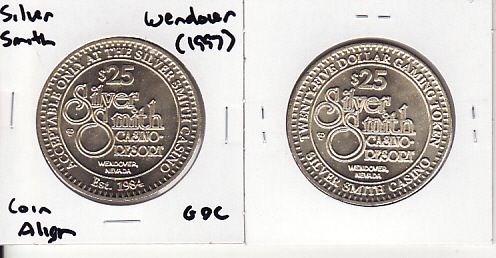 Silver Smith
Wendover (1997)
ACCEPTABLE ONLY AT THE SILVER SMITH CASINO
$25
Silver
Smith
CASINO
RESORT
WENDOVER,
NEVADA
Est. 1984
Coin Align
GDC
TWENTY-FIVE DOLLAR GAMING TOKEN
$25
Silver
Smith
CASINO
RESORT
WENDOVER,
NEVADA
SILVER SMITH CASINO